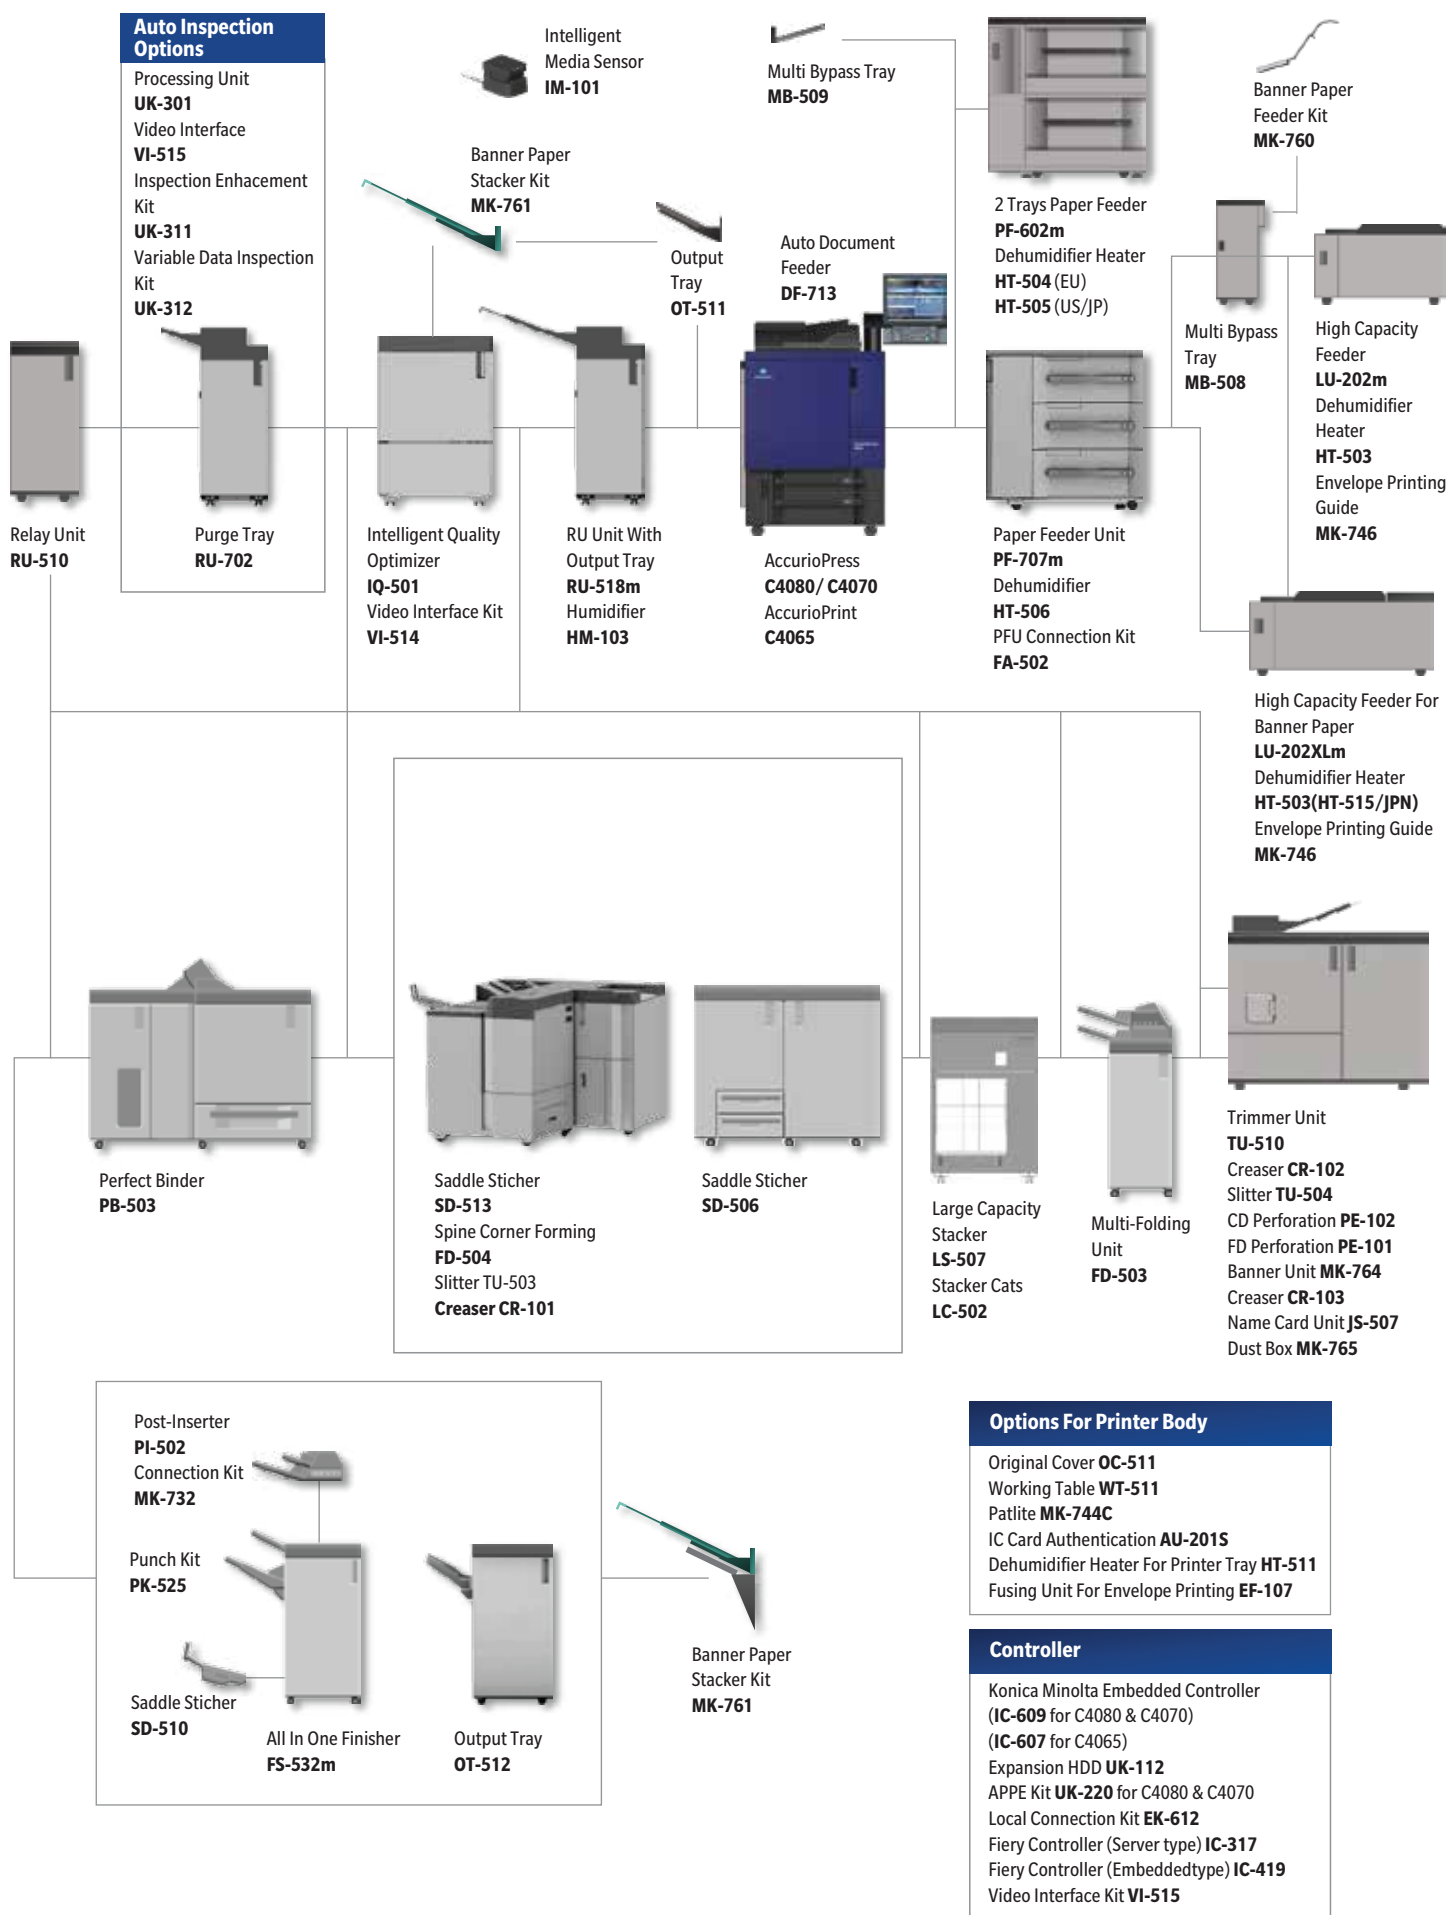 Auto Inspection
Options
Processing Unit
UK-301
Video Interface
VI-515
Inspection Enhacement
Kit
UK-311
Variable Data Inspection
Kit
UK-312
Intelligent
Media Sensor
IM-101
Banner Paper
Stacker Kit
MK-761
Output
Tray
OT-511
Multi Bypass Tray
MB-509
Auto Document
Feeder
DF-713
2 Trays Paper Feeder
PF-602m
Dehumidifier Heater
HT-504 (EU)
HT-505 (US/JP)
Banner Paper
Feeder Kit
MK-760
Multi Bypass
Tray
MB-508
High Capacity
Feeder
LU-202m
Dehumidifier
Heater
HT-503
Envelope Printing
Guide
MK-746
Relay Unit
RU-510
Purge Tray
RU-702
Intelligent Quality
Optimizer
IQ-501
Video Interface Kit
VI-514
RU Unit With
Output Tray
RU-518m
Humidifier
HM-103
AccurioPress
C4080/ C4070
AccurioPrint
C4065
Paper Feeder Unit
PF-707m
Dehumidifier
HT-506
PFU Connection Kit
FA-502
High Capacity Feeder For
Banner Paper
LU-202XLm
Dehumidifier Heater
HT-503(HT-515/JPN)
Envelope Printing Guide
MK-746
Perfect Binder
PB-503
Saddle Sticher
SD-513
Spine Corner Forming
FD-504
Slitter TU-503
Creaser CR-101
Saddle Sticher
SD-506
Large Capacity
Stacker
LS-507
Stacker Cats
LC-502
Multi-Folding
Unit
FD-503
Trimmer Unit
TU-510
Creaser CR-102
Slitter TU-504
CD Perforation PE-102
FD Perforation PE-101
Banner Unit MK-764
Creaser CR-103
Name Card Unit JS-507
Dust Box MK-765
Post-Inserter
PI-502
Connection Kit
MK-732
Punch Kit
PK-525
Saddle Sticher
SD-510
All In One Finisher
FS-532m
Output Tray
OT-512
Banner Paper
Stacker Kit
MK-761
Options For Printer Body
Original Cover OC-511
Working Table WT-511
Patlite MK-744C
IC Card Authentication AU-201S
Dehumidifier Heater For Printer Tray HT-511
Fusing Unit For Envelope Printing EF-107
Controller
Konica Minolta Embedded Controller
(IC-609 for C4080 & C4070)
(IC-607 for C4065)
Expansion HDD UK-112
APPE Kit UK-220 for C4080 & C4070
Local Connection Kit EK-612
Fiery Controller (Server type) IC-317
Fiery Controller (Embeddedtype) IC-419
Video Interface Kit VI-515